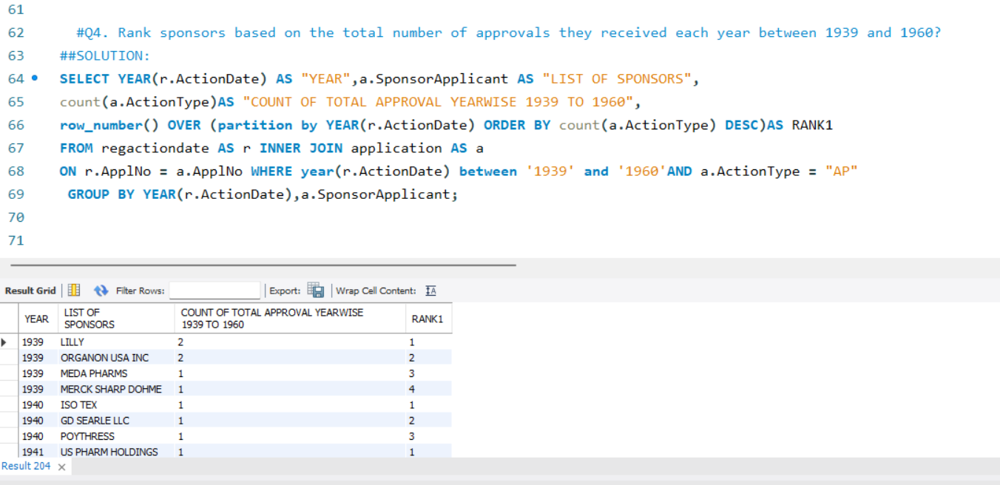 61
62 #Q4. Rank sponsors based on the total number of approvals they received each year between 1939 and 1960?
63 ##SOLUTION:
64 SELECT YEAR(r.ActionDate) AS "YEAR",a.SponsorApplicant AS "LIST OF SPONSORS",
65 count(a.ActionType)AS "COUNT OF TOTAL APPROVAL YEARWISE 1939 TO 1960",
66 row_number() OVER (partition by YEAR(r.ActionDate) ORDER BY count(a.ActionType) DESC)AS RANK1
67 FROM regactiondate AS r INNER JOIN application AS a
68 ON r.ApplNo = a.ApplNo WHERE year(r.ActionDate) between '1939' and '1960'AND a.ActionType = "AP"
69 GROUP BY YEAR(r.ActionDate),a.SponsorApplicant;
70
71
Result Grid Filter Rows: Export: Wrap Cell Content: IA
YEAR LIST OF SPONSORS COUNT OF TOTAL APPROVAL YEARWISE 1939 TO 1960 RANK1
1939 LILLY 2 1
1939 ORGANON USA INC 2 2
1939 MEDA PHARMS 1 3
1939 MERCK SHARP DOHME 1 4
1940 ISO TEX 1 1
1940 GD SEARLE LLC 1 2
1940 POYTHRESS 1 3
1941 US PHARM HOLDINGS 1 1
Result 204